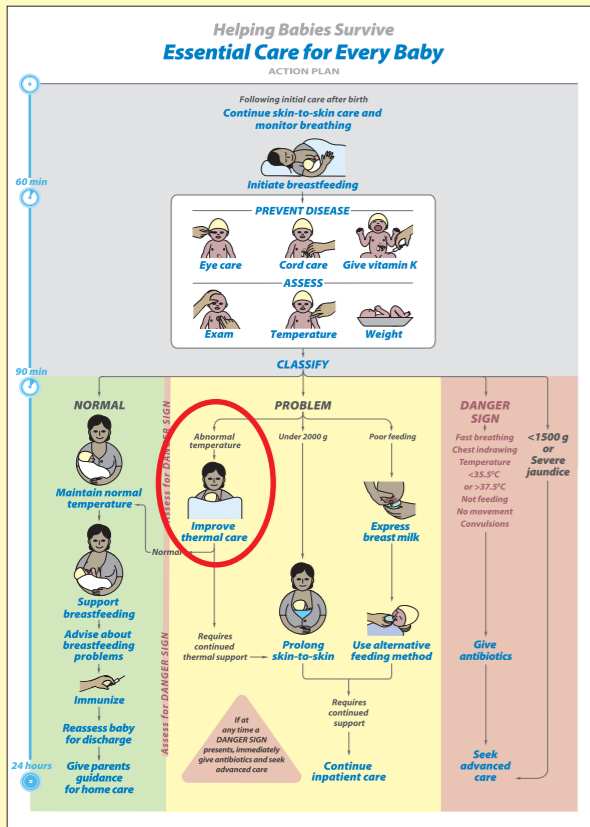 Helping Babies Survive
Essential Care for Every Baby
ACTION PLAN
Following initial care after birth
Continue skin-to-skin care and
monitor breathing
60 min
Initiate breastfeeding
PREVENT DISEASE
Eye care
Cord care
Give vitamin K
ASSESS
Exam
Temperature
Weight
90 min
CLASSIFY
NORMAL
Maintain normal
temperature
Support
breastfeeding
Advise about
breastfeeding
problems
Immunize
Reassess baby
for discharge
Give parents
guidance
for home care
24 hours
Assess for DANGER SIGN
Assess for DANGER SIGN
PROBLEM
Abnormal
temperature
Improve
thermal care
Normal
Requires
continued
thermal support
Under 2000 g
Prolong
skin-to-skin
Poor feeding
Express
breast milk
Use alternative
feeding method
Requires
continued
support
Continue
inpatient care
If at
any time a
DANGER SIGN
presents, immediately
give antibiotics and seek
advanced care
DANGER
SIGN
Fast breathing
Chest indrawing
Temperature
<35.5°C
or >37.5°C
Not feeding
No movement
Convulsions
Give
antibiotics
Seek
advanced
care
<1500 g
or
Severe
jaundice